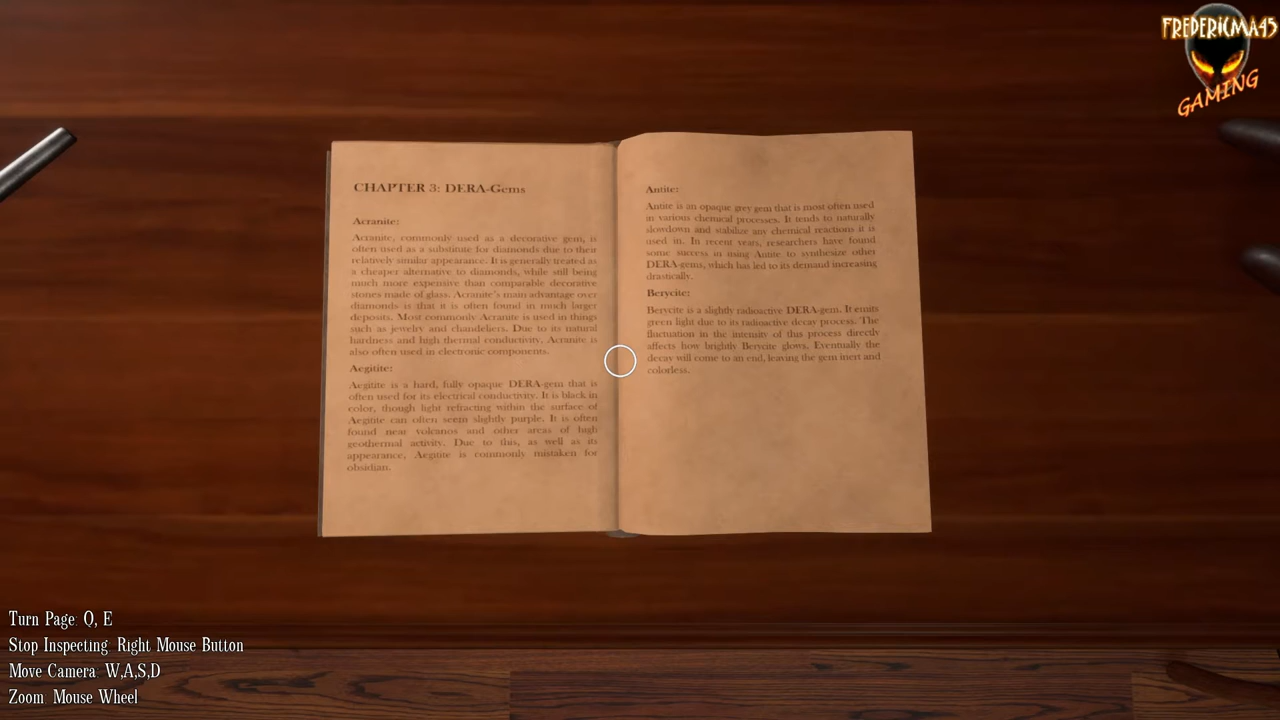 FREDERICMA45
GAMING
CHAPTER 3: DERA-Gems
Acranite:
Acranite, commonly used as a decorative gem, is
often used as a substitute for diamonds due to their
relatively similar appearance. It is generally treated as
a cheaper alternative to diamonds, while still being
much more expensive than comparable decorative
stones made of glass. Acranite's main advantage over
diamonds is that it is often found in much larger
deposits. Most commonly Acranite is used in things
such as jewelry and chandeliers. Due to its natural
hardness and high thermal conductivity, Acranite is
also often used in electronic components.
Aegitite:
Aegitite is a hard, fully opaque DERA-gem that is
often used for its electrical conductivity. It is black in
color, though light refracting within the surface of
Aegitite can often seem slightly purple. It is often
found near volcanos and other areas of high
geothermal activity. Due to this, as well as its
appearance, Aegitite is commonly mistaken for
obsidian.
Antite:
Antite is an opaque grey gem that is most often used
in various chemical processes. It tends to naturally
slowdown and stabilize any chemical reactions it is
used in. In recent years, researchers have found
some success in using Antite to synthesize other
DERA-gems, which has led to its demand increasing
drastically.
Berycite:
Berycite is a slightly radioactive DERA-gem. It emits
green light due to its radioactive decay process. The
fluctuation in the intensity of this process directly
affects how brightly Berycite glows. Eventually the
decay will come to an end, leaving the gem inert and
colorless.
Turn Page: Q, E
Stop Inspecting: Right Mouse Button
Move Camera: W,A,S,D
Zoom: Mouse Wheel